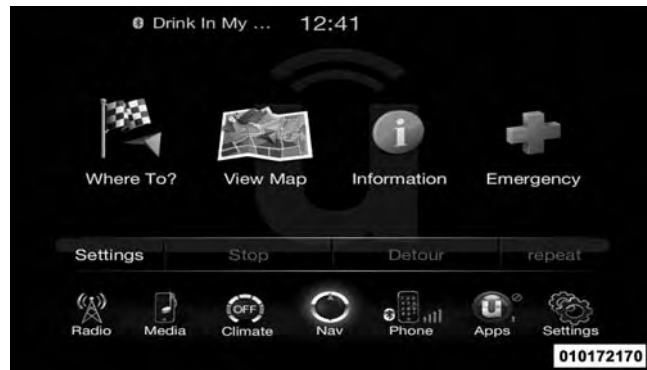 Drink In My ... 12:41
Where To? View Map Information Emergency
Settings Stop Detour repeat
OFF
Radio Media Climate Nav Phone Apps Settings
010172170